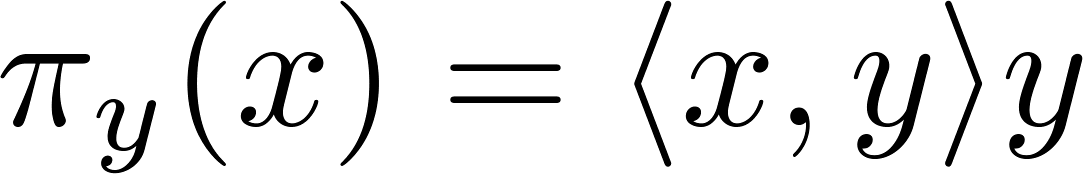 π_y(x) = ⟨x, y⟩y